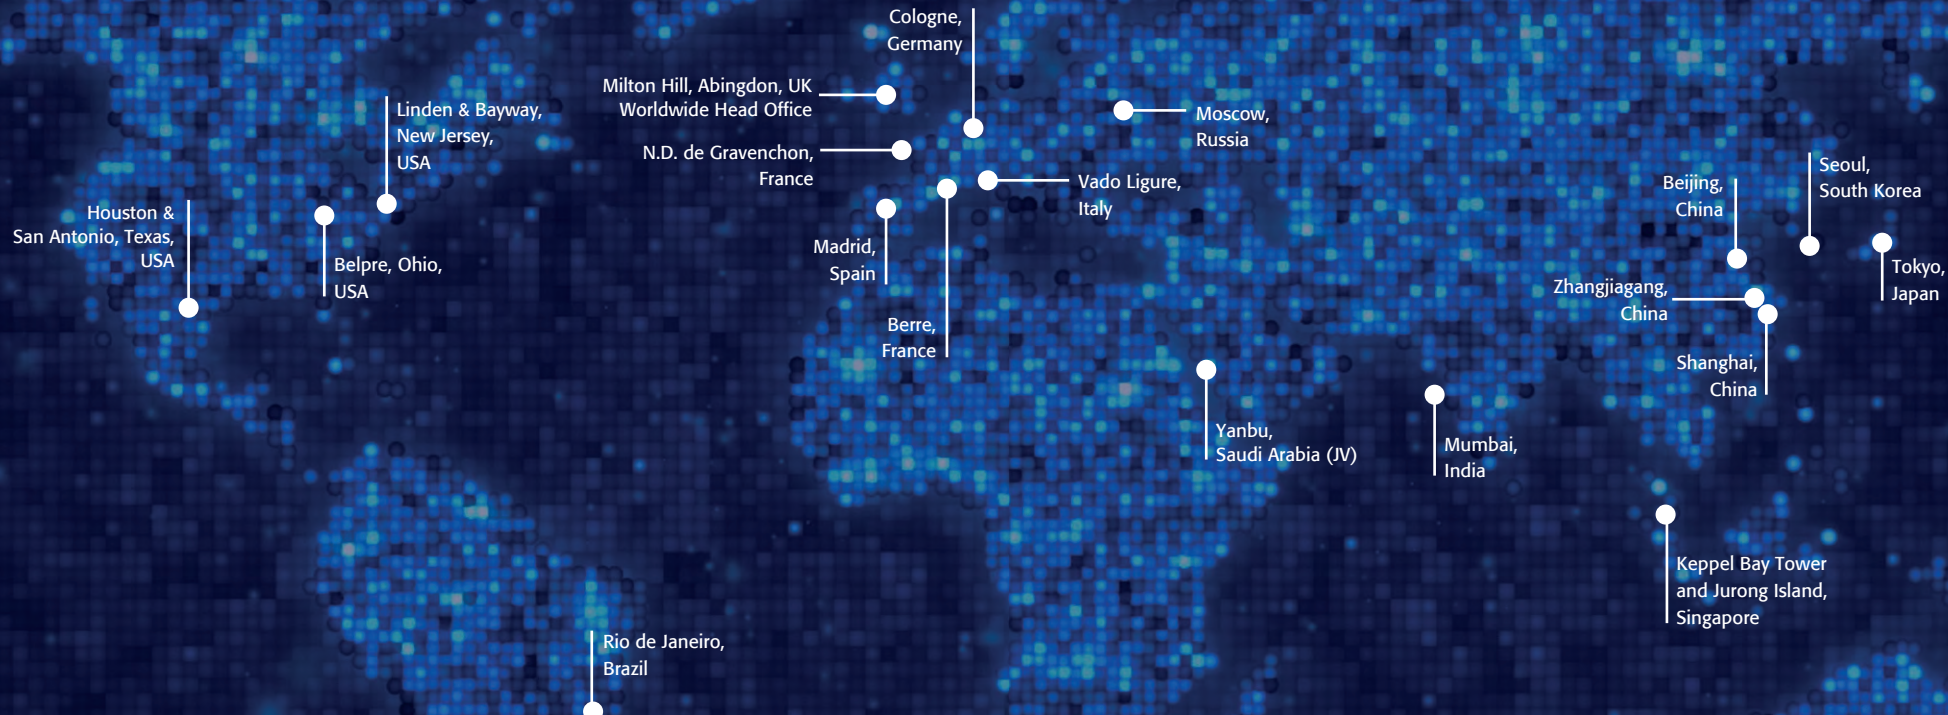 Cologne,
Germany
Milton Hill, Abingdon, UK
Worldwide Head Office
Linden & Bayway,
New Jersey,
USA
Moscow,
Russia
N.D. de Gravenchon,
France
Vado Ligure,
Italy
Seoul,
South Korea
Beijing,
China
Houston &
San Antonio, Texas,
USA
Madrid,
Spain
Belpre, Ohio,
USA
Tokyo,
Japan
Zhangjiagang,
China
Berre,
France
Shanghai,
China
Yanbu,
Saudi Arabia (JV)
Mumbai,
India
Keppel Bay Tower
and Jurong Island,
Singapore
Rio de Janeiro,
Brazil